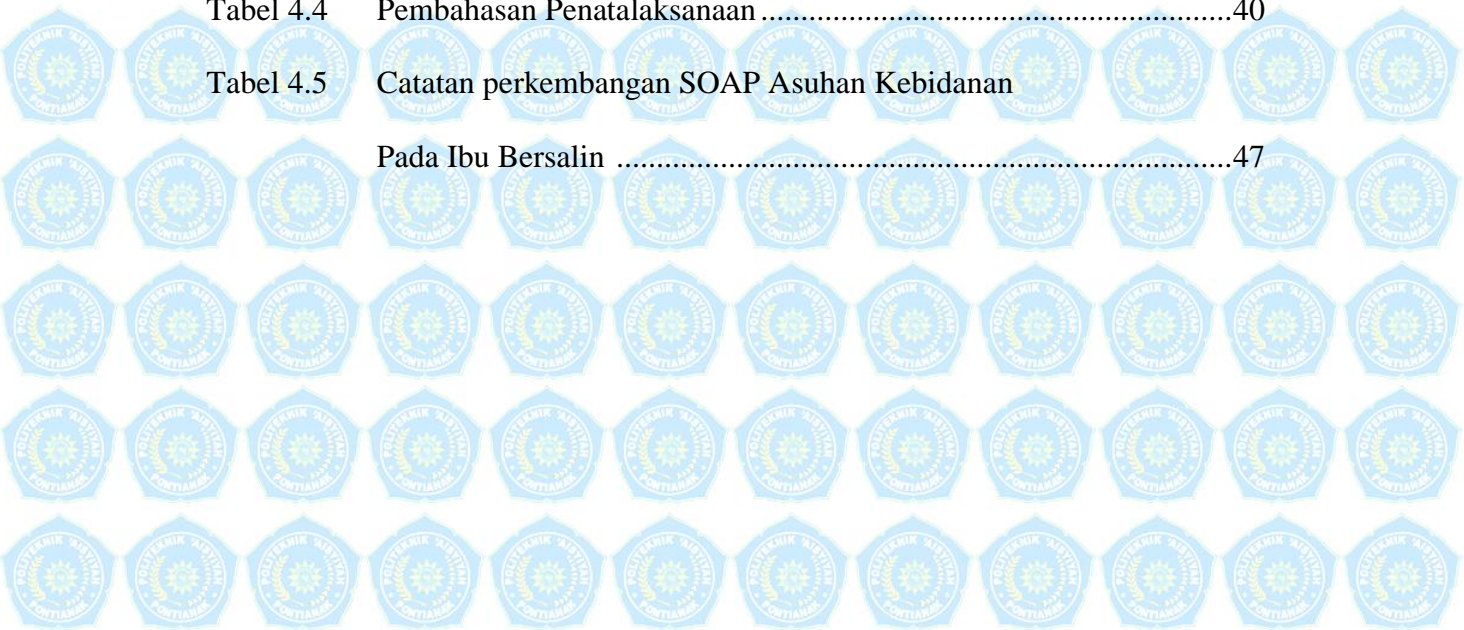 Tabel 4.4 Pembahasan Penatalaksanaan ..........................................................40
Tabel 4.5 Catatan perkembangan SOAP Asuhan Kebidanan
Pada Ibu Bersalin ............................................................................47